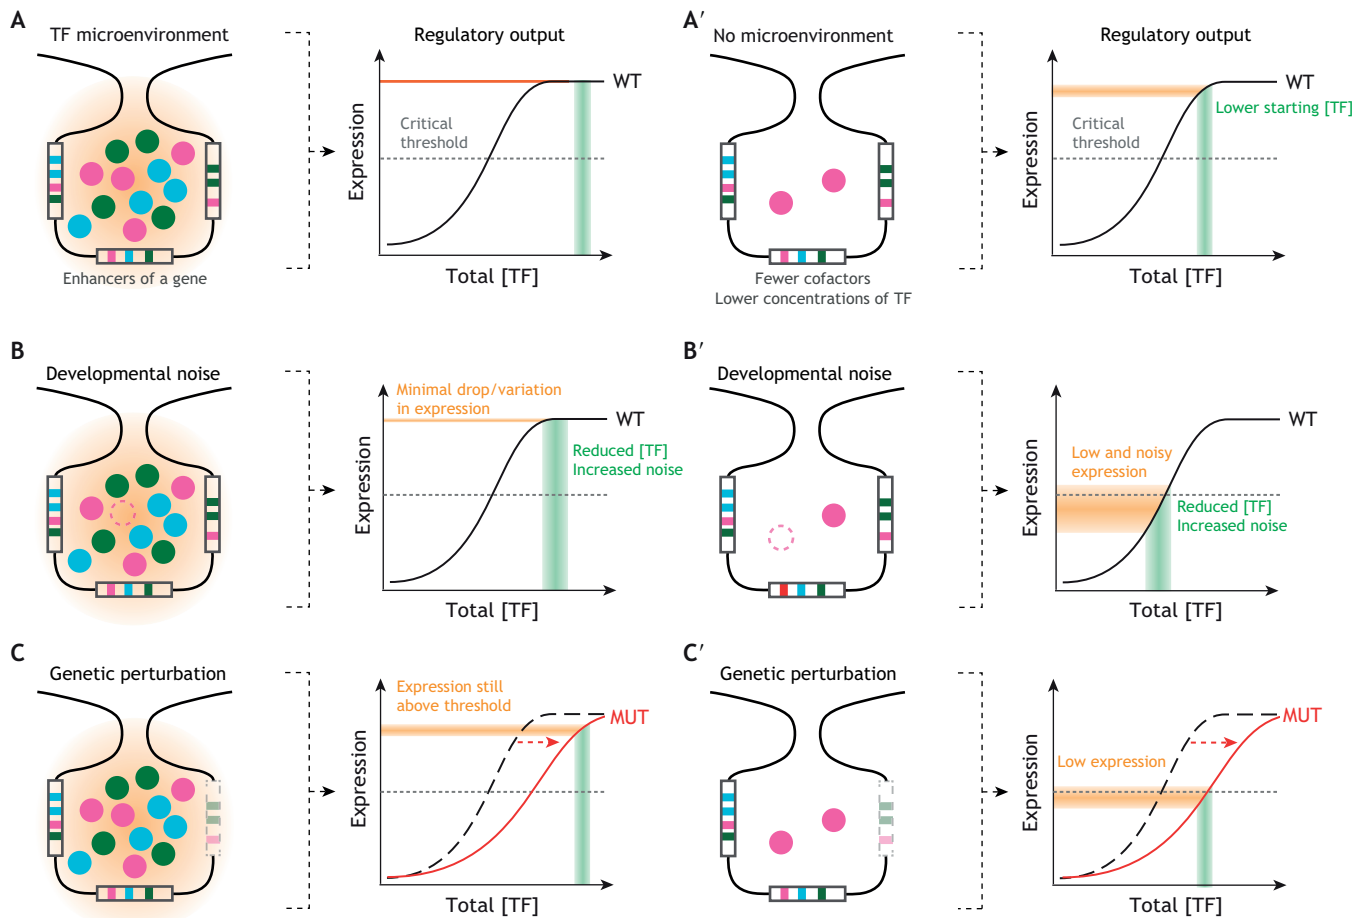 A
TF microenvironment
Enhancers of a gene
Regulatory output
Expression
Critical
threshold
WT
Total [TF]
A′
No microenvironment
Fewer cofactors
Lower concentrations of TF
Regulatory output
Expression
Critical
threshold
WT
Lower starting [TF]
Total [TF]
B
Developmental noise
Expression
Minimal drop/variation
in expression
WT
Reduced [TF]
Increased noise
Total [TF]
B′
Developmental noise
Expression
Low and noisy
expression
WT
Reduced [TF]
Increased noise
Total [TF]
C
Genetic perturbation
Expression
Expression still
above threshold
MUT
Total [TF]
C′
Genetic perturbation
Expression
Low expression
MUT
Total [TF]